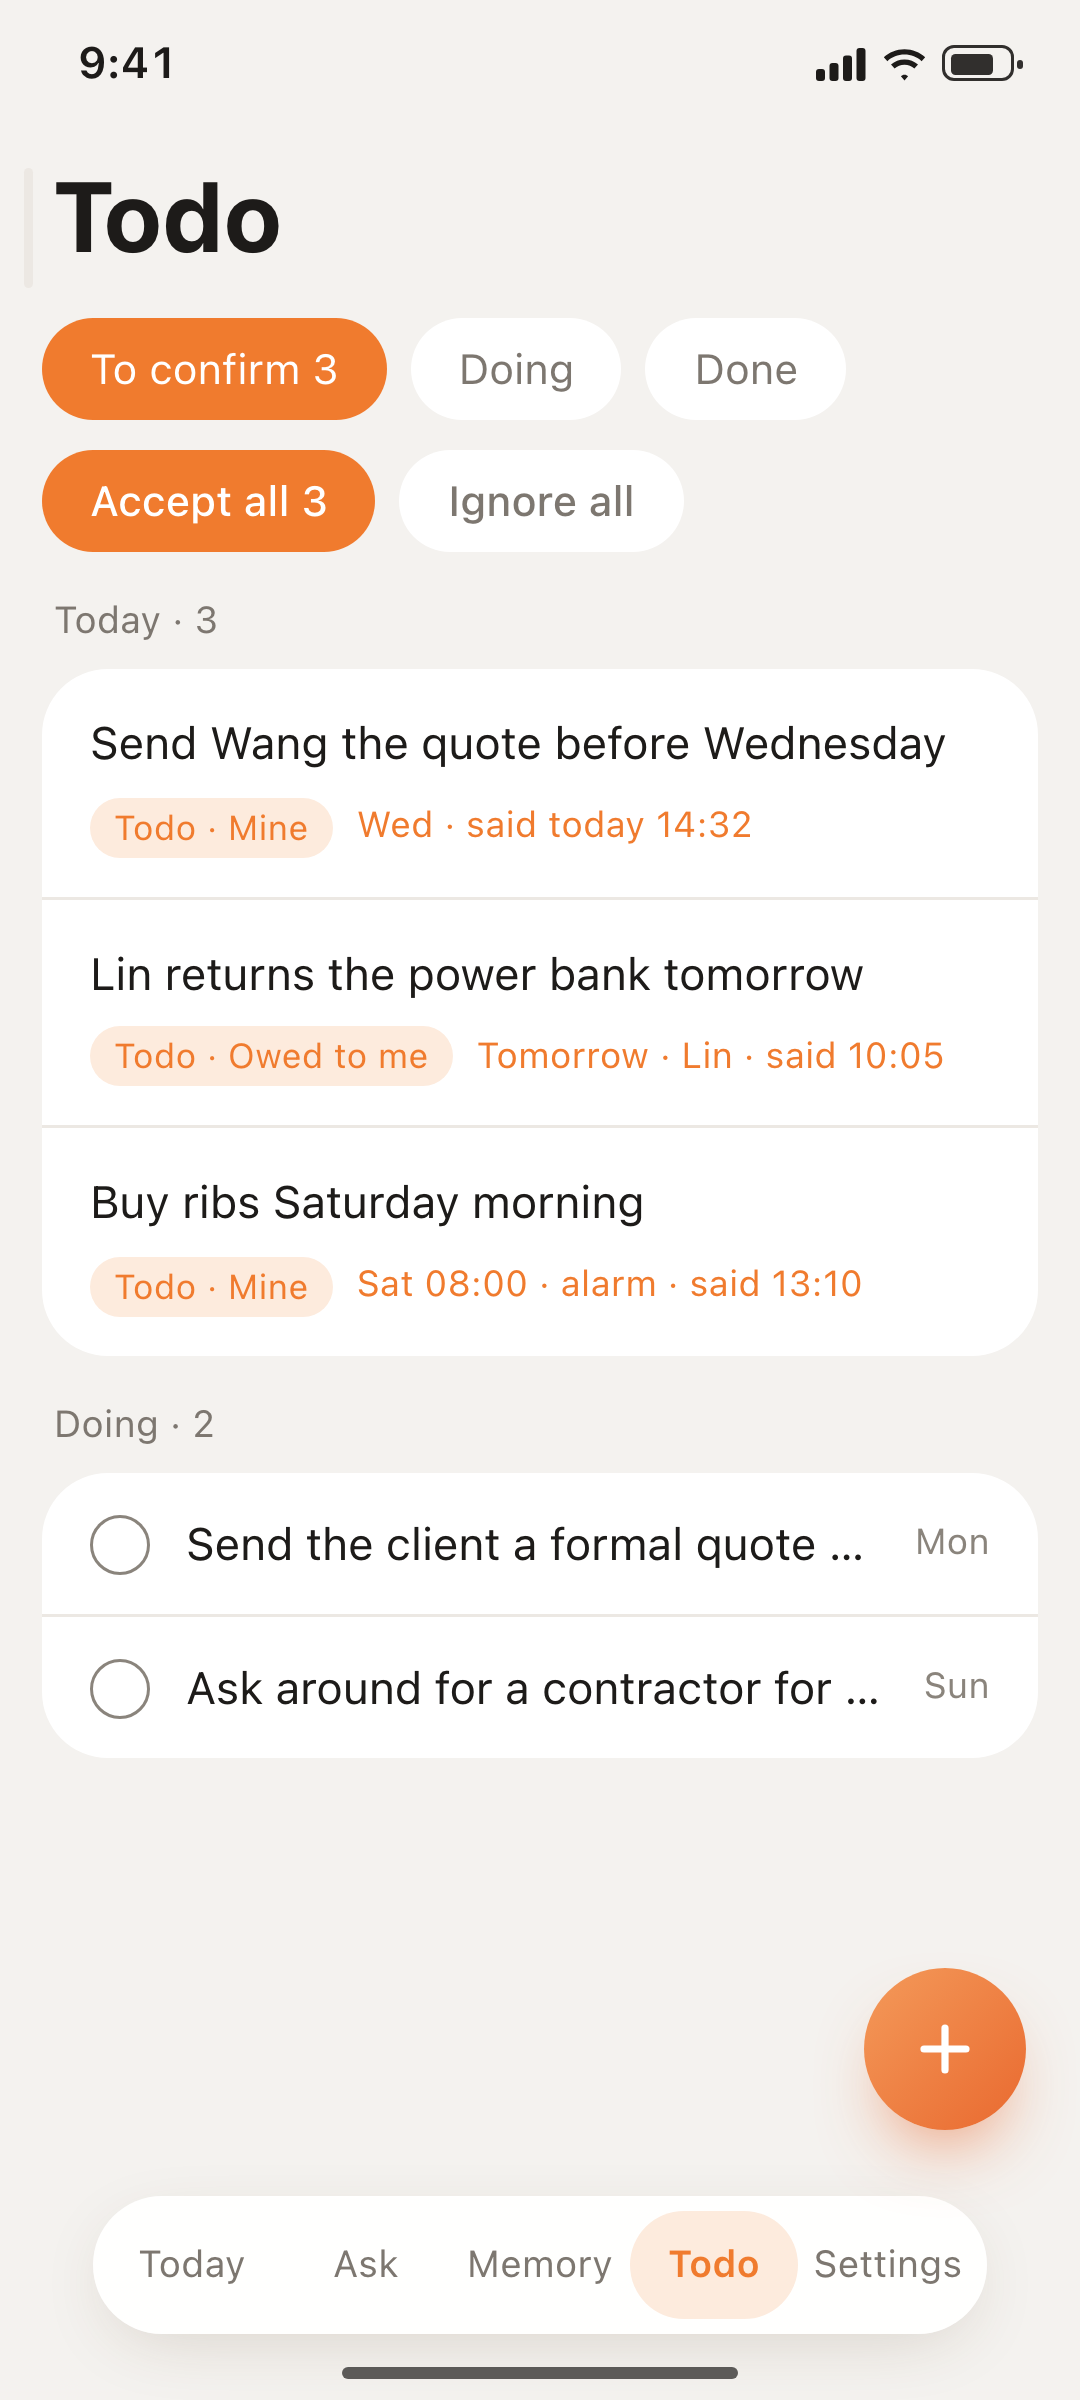 9:41
Todo
To confirm 3 Doing Done
Accept all 3 Ignore all
Today · 3
Send Wang the quote before Wednesday
Todo · Mine Wed · said today 14:32
Lin returns the power bank tomorrow
Todo · Owed to me Tomorrow · Lin · said 10:05
Buy ribs Saturday morning
Todo · Mine Sat 08:00 · alarm · said 13:10
Doing · 2
Send the client a formal quote ... Mon
Ask around for a contractor for ... Sun
Today Ask Memory Todo Settings